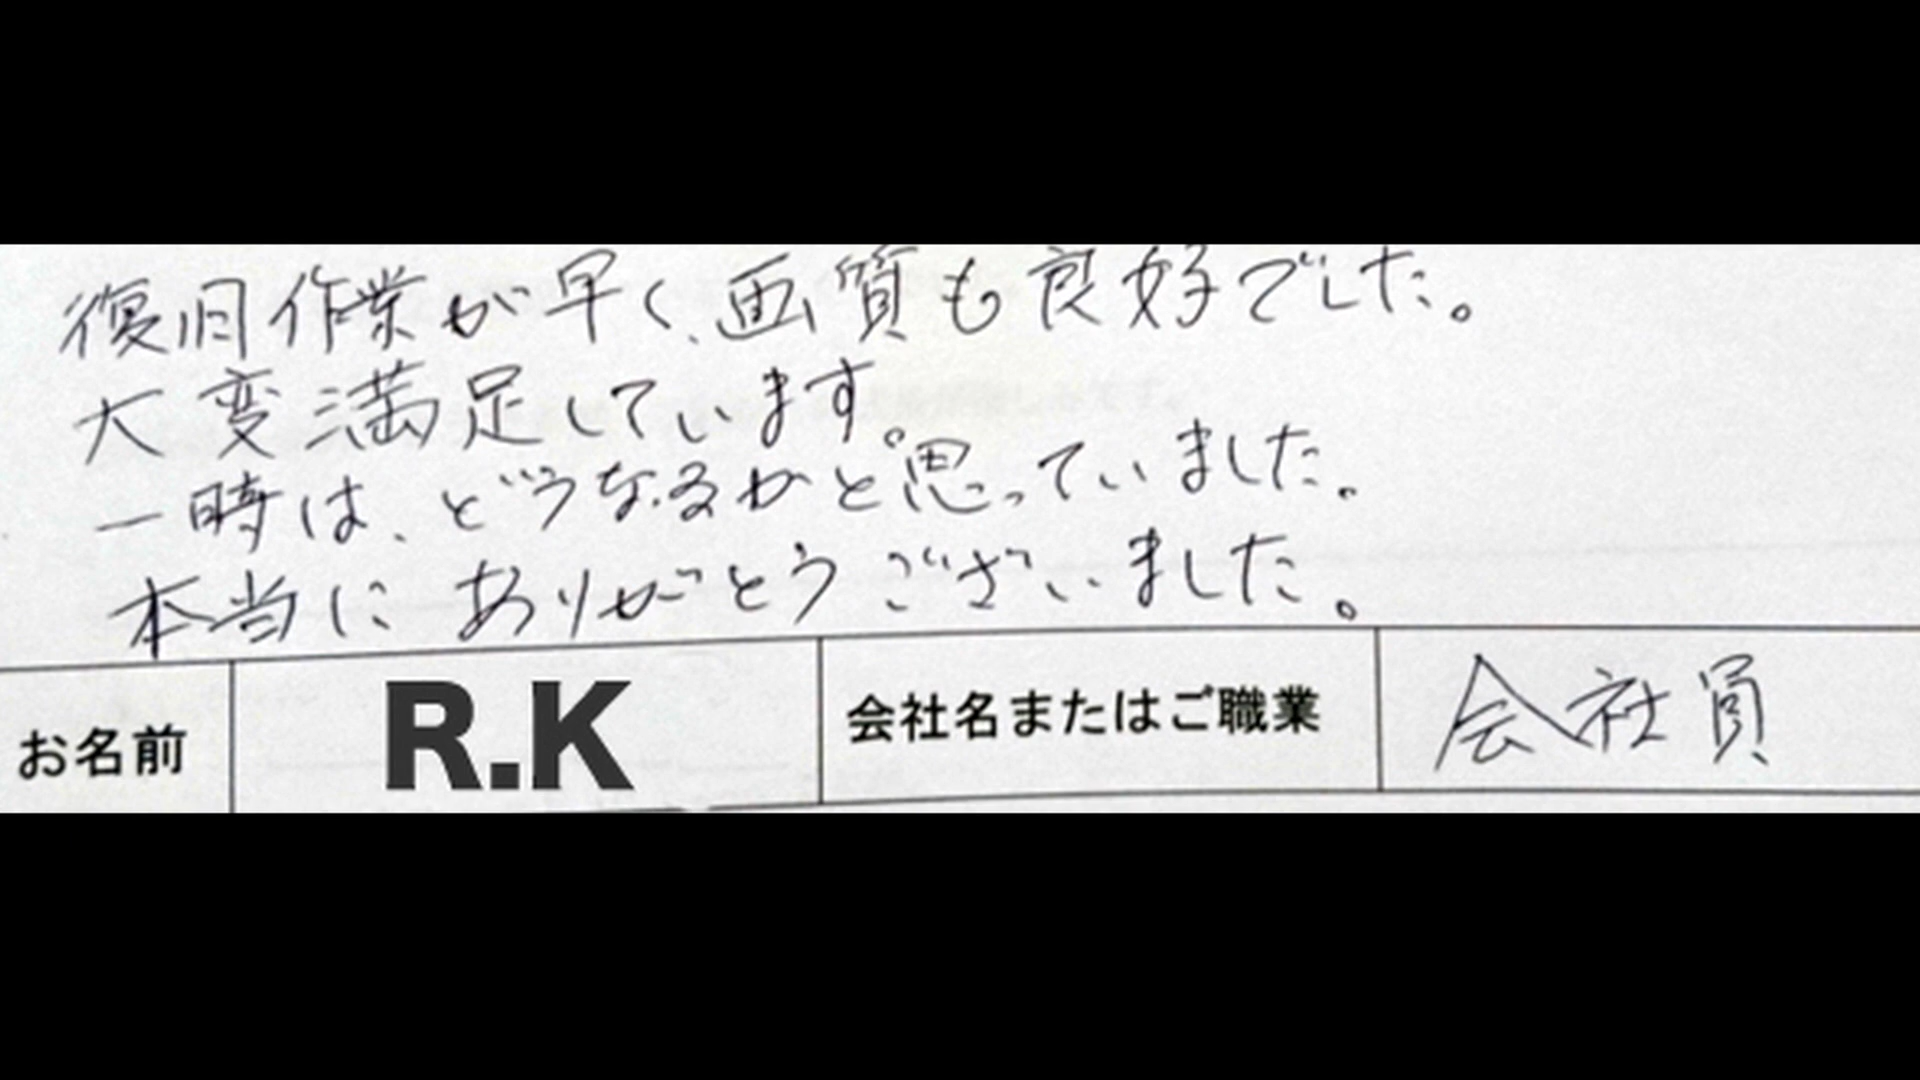 復旧作業が早く、画質も良好でした。
大変満足しています。
一時は、どうなるかと思っていました。
本当にありがとうございました。
お名前 R.K 会社名またはご職業 会社員